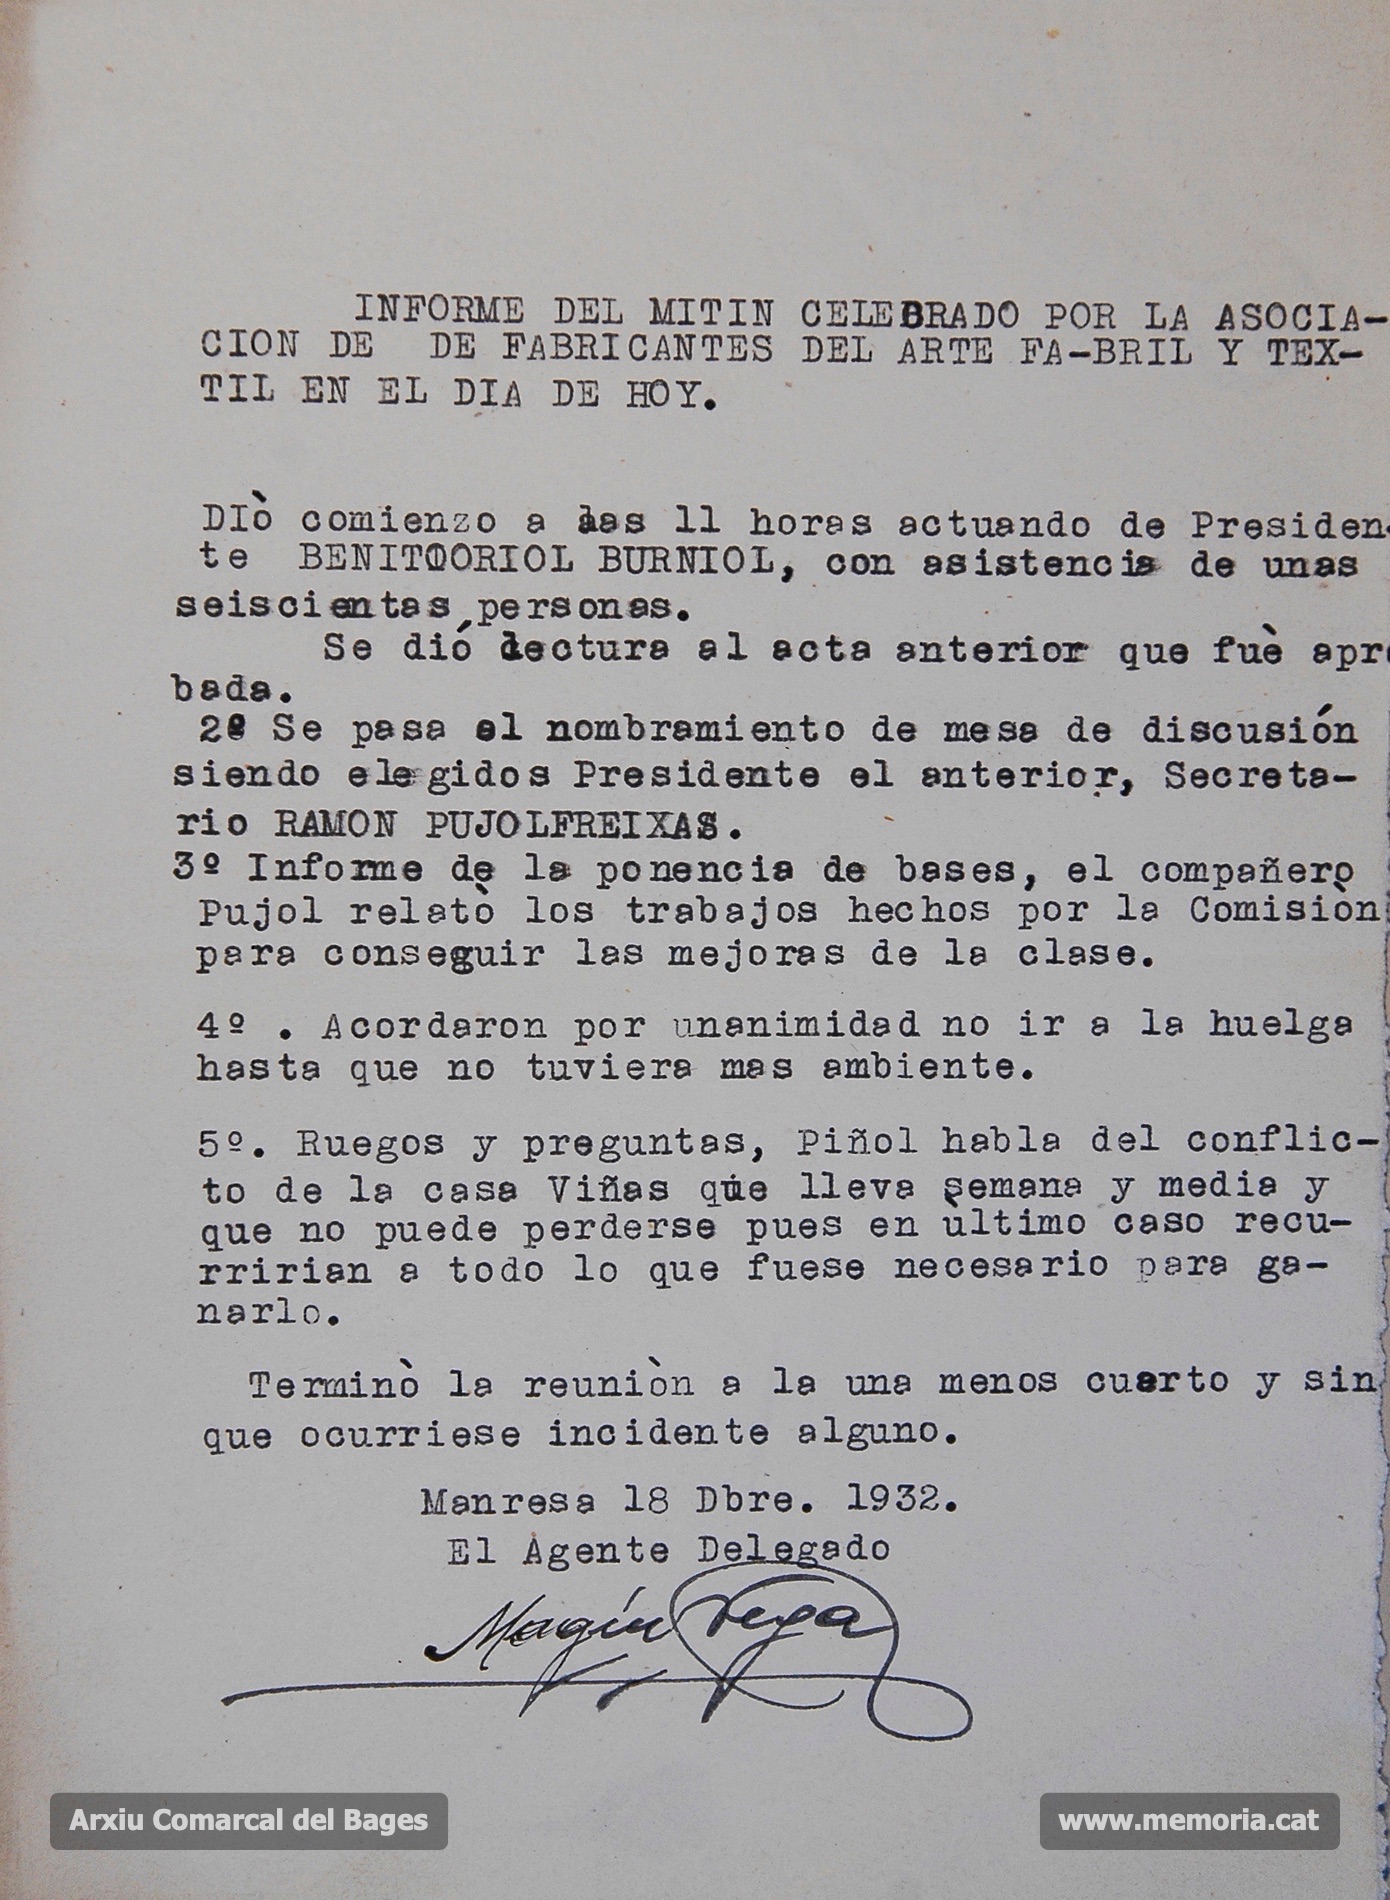 INFORME DEL MITIN CELEBRADO POR LA ASOCIA-
CION DE DE FABRICANTES DEL ARTE FA-BRIL Y TEX-
TIL EN EL DIA DE HOY.
DIò comienzo a las 11 horas actuando de Presiden-
te BENITOORIOL BURNIOL, con asistencia de unas
seiscientas personas.
Se dió lectura al acta anterior que fuè apro
bada.
2º Se pasa el nombramiento de mesa de discusión
siendo elegidos Presidente el anterior, Secreta-
rio RAMON PUJOLFREIXAS.
3º Informe de la ponencia de bases, el compañero
Pujol relatò los trabajos hechos por la Comisiòn
para conseguir las mejoras de la clase.
4º . Acordaron por unanimidad no ir a la huelga
hasta que no tuviera mas ambiente.
5º. Ruegos y preguntas, Piñol habla del conflic-
to de la casa Viñas que lleva semana y media y
que no puede perderse pues en ùltimo caso recu-
rririan a todo lo que fuese necesario para ga-
narlo.
Terminò la reuniòn a la una menos cuarto y sin
que ocurriese incidente alguno.
Manresa 18 Dbre. 1932.
El Agente Delegado
Magín Vega
Arxiu Comarcal del Bages
www.memoria.cat